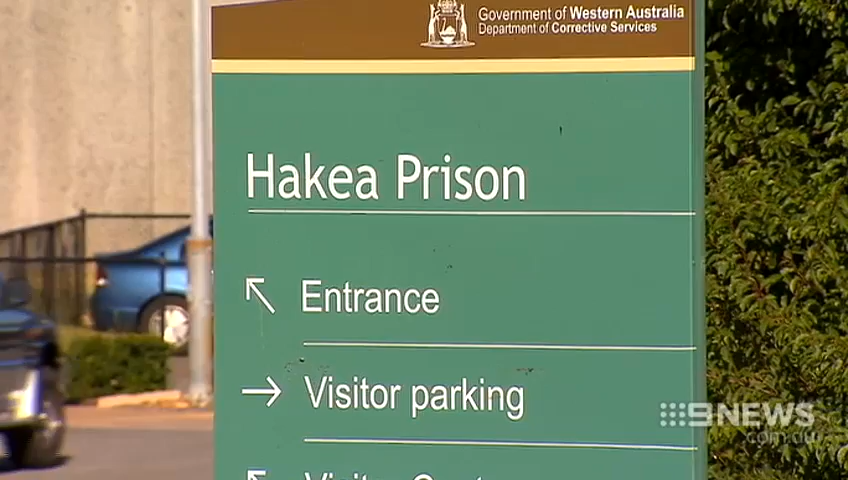 Government of Western Australia
Department of Corrective Services
Hakea Prison
Entrance
Visitor parking
9NEWS
.com.au